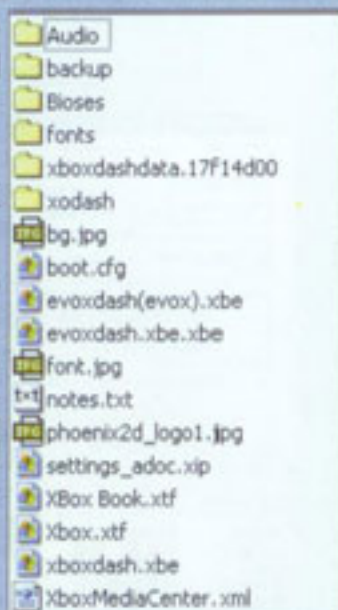 Audio
backup
Bioses
fonts
xboxdashdata.17f14d00
xodash
bg.jpg
boot.cfg
evoxdash(evox).xbe
evoxdash.xbe.xbe
font.jpg
notes.txt
phoenix2d_logo1.jpg
settings_adoc.xip
XBox Book.xtf
Xbox.xtf
xboxdash.xbe
XboxMediaCenter.xml